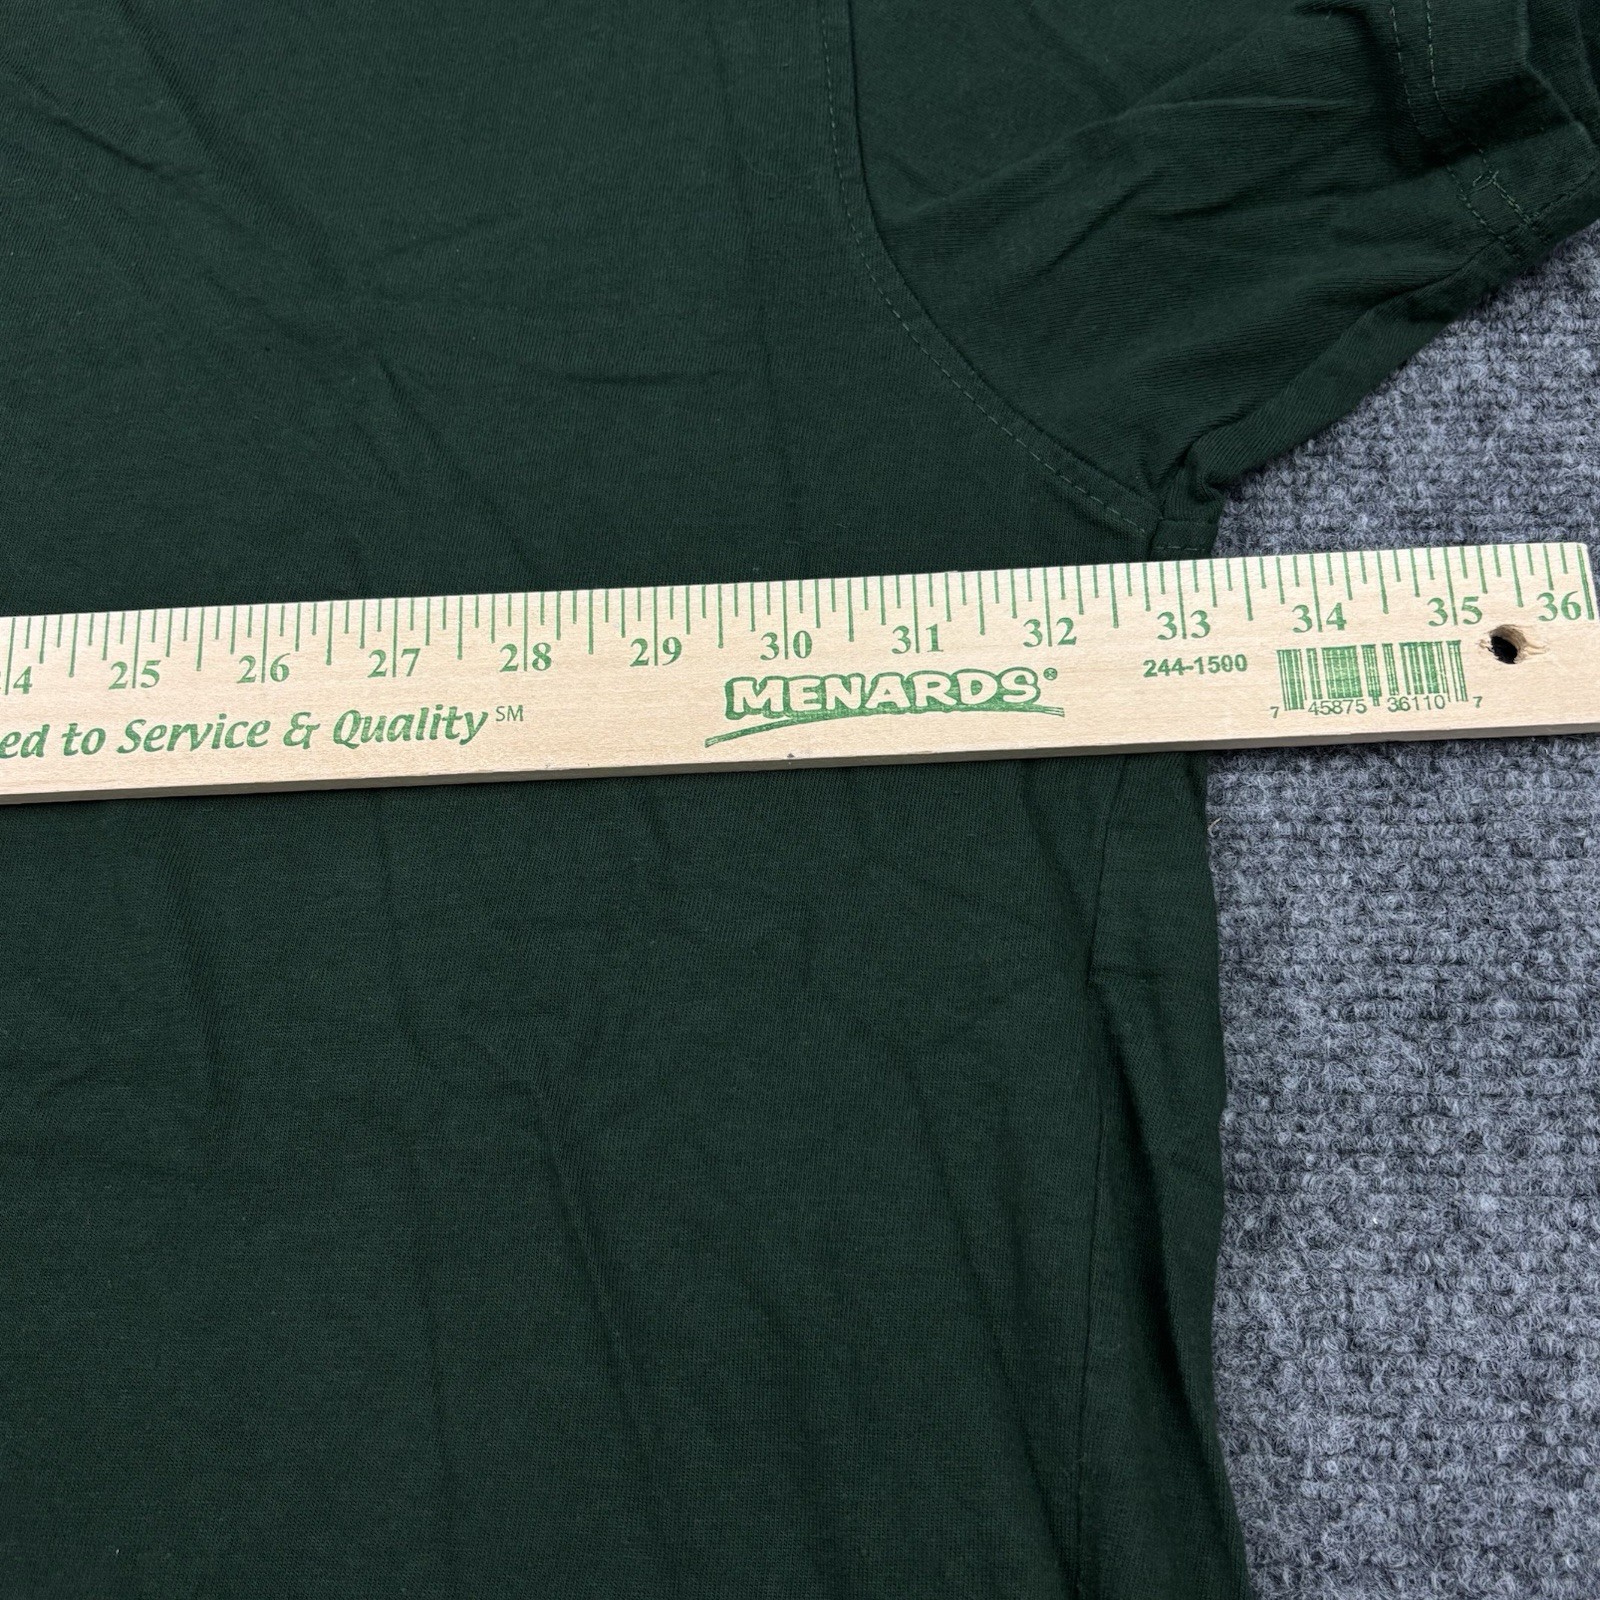 4 25 26 27 28 29 30 31 32 33 34 35 36
ed to Service & Quality SM
MENARDS®
244-1500
7 45875 36110 7